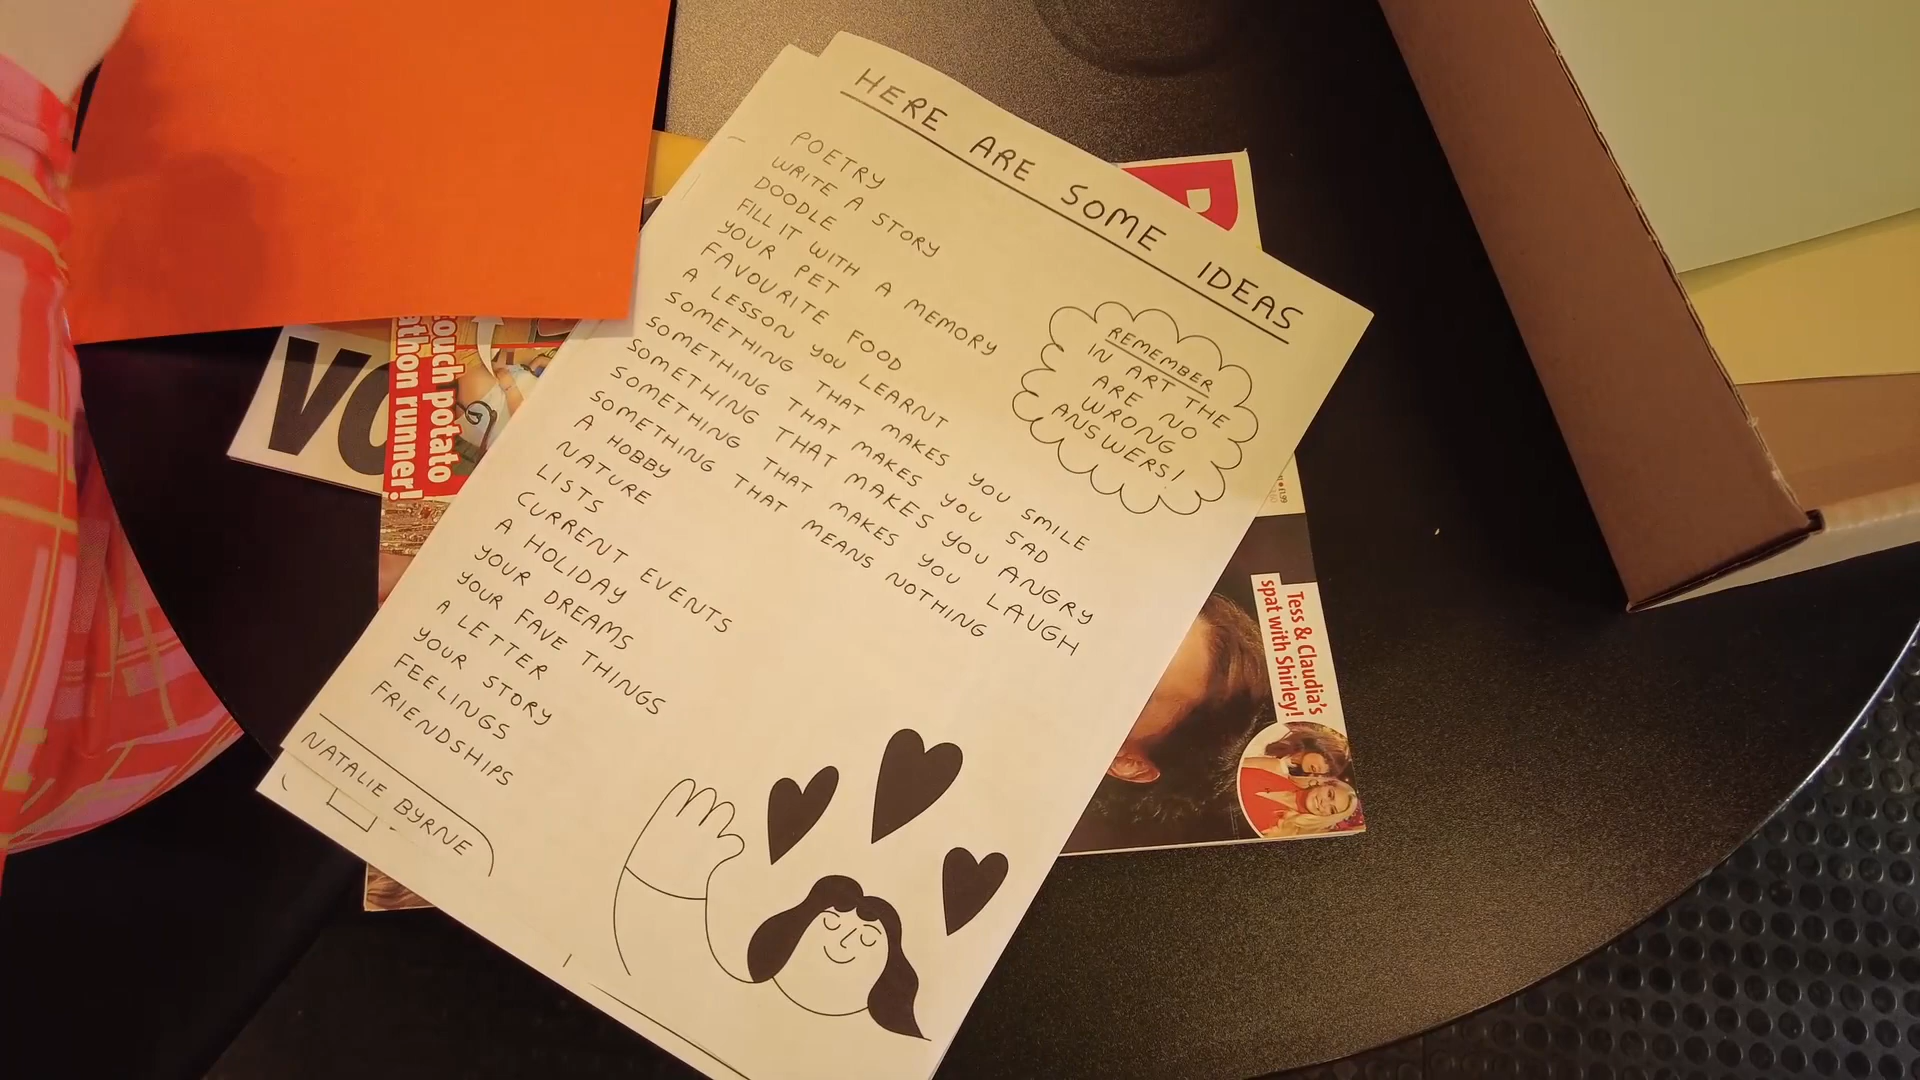 HERE ARE SOME IDEAS
POETRY
WRITE A STORY
DOODLE
FILL IT WITH A MEMORY
YOUR PET
FAVOURITE FOOD
A LESSON YOU LEARNT
SOMETHING THAT MAKES YOU SMILE
SOMETHING THAT MAKES YOU SAD
SOMETHING THAT MAKES YOU ANGRY
SOMETHING THAT MAKES YOU LAUGH
SOMETHING THAT MEANS NOTHING
A HOBBY
NATURE
LISTS
CURRENT EVENTS
A HOLIDAY
YOUR DREAMS
YOUR FAVE THINGS
A LETTER
YOUR STORY
FEELINGS
FRIENDSHIPS
REMEMBER
IN ART THE
ARE NO
WRONG
ANSWERS!
NATALIE BYRNE
ouch potato
athon runner!
Tess & Claudia's
spat with Shirley!